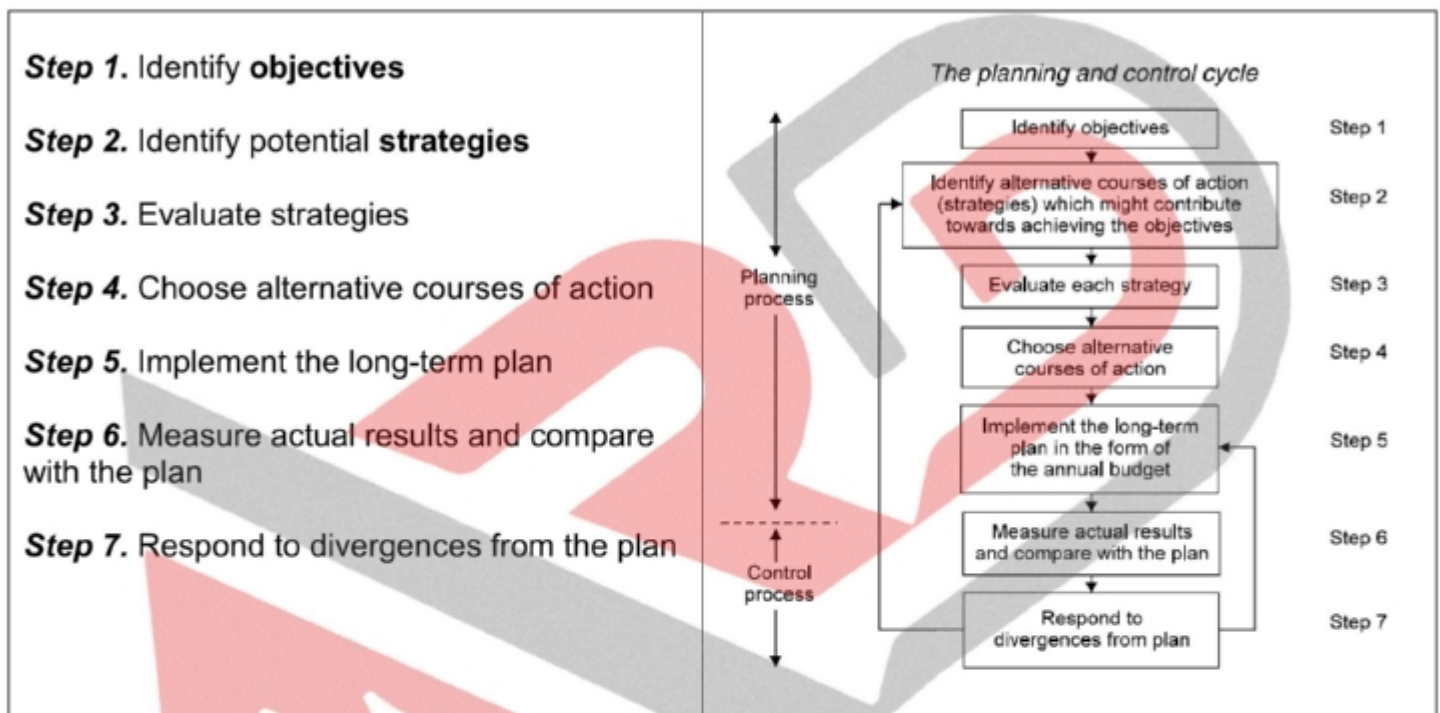 Step 1. Identify objectives
Step 2. Identify potential strategies
Step 3. Evaluate strategies
Step 4. Choose alternative courses of action
Step 5. Implement the long-term plan
Step 6. Measure actual results and compare
with the plan
Step 7. Respond to divergences from the plan
The planning and control cycle
Identify objectives
Step 1
Identify alternative courses of action
(strategies) which might contribute
towards achieving the objectives
Step 2
Planning
process
Evaluate each strategy
Step 3
Choose alternative
courses of action
Step 4
Implement the long-term
plan in the form of
the annual budget
Step 5
Measure actual results
and compare with the plan
Step 6
Control
process
Respond to
divergences from plan
Step 7